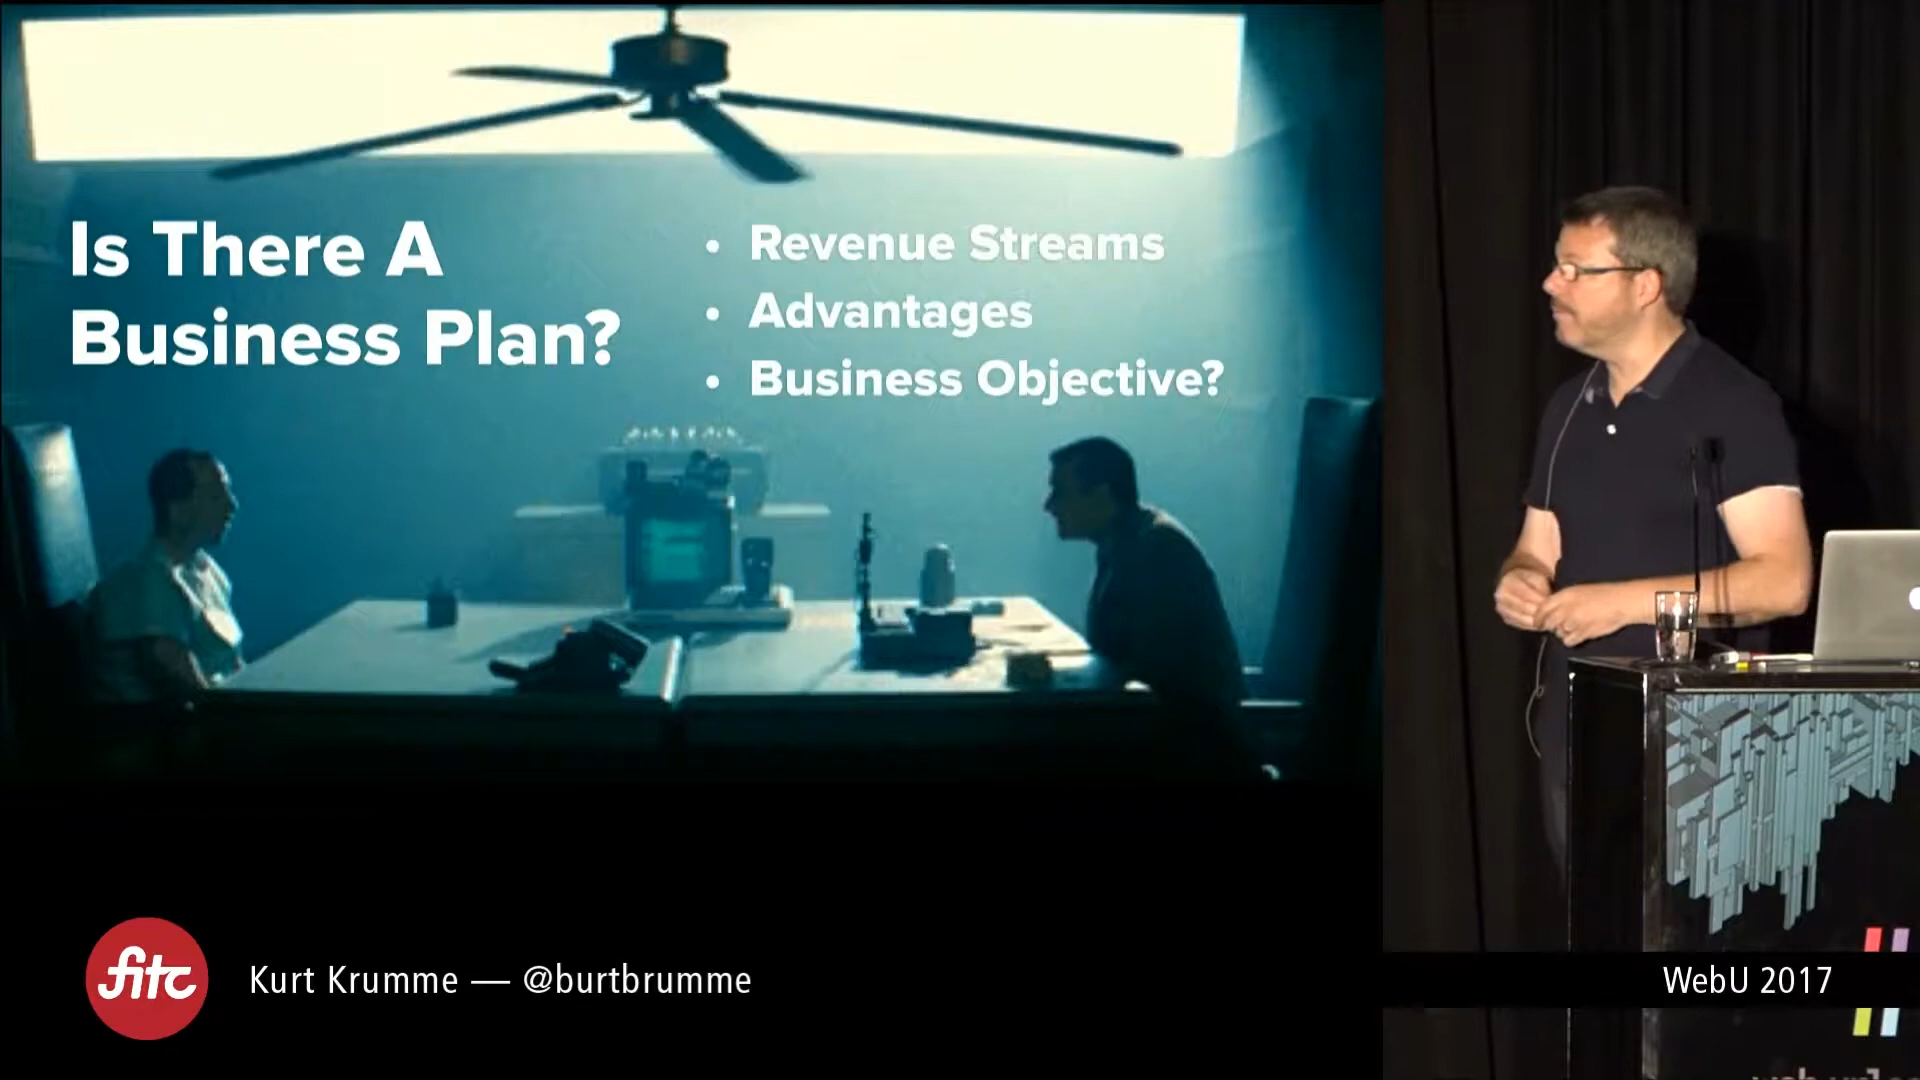 Is There A
Business Plan?
• Revenue Streams
• Advantages
• Business Objective?
fitc
Kurt Krumme — @burtbrumme
WebU 2017